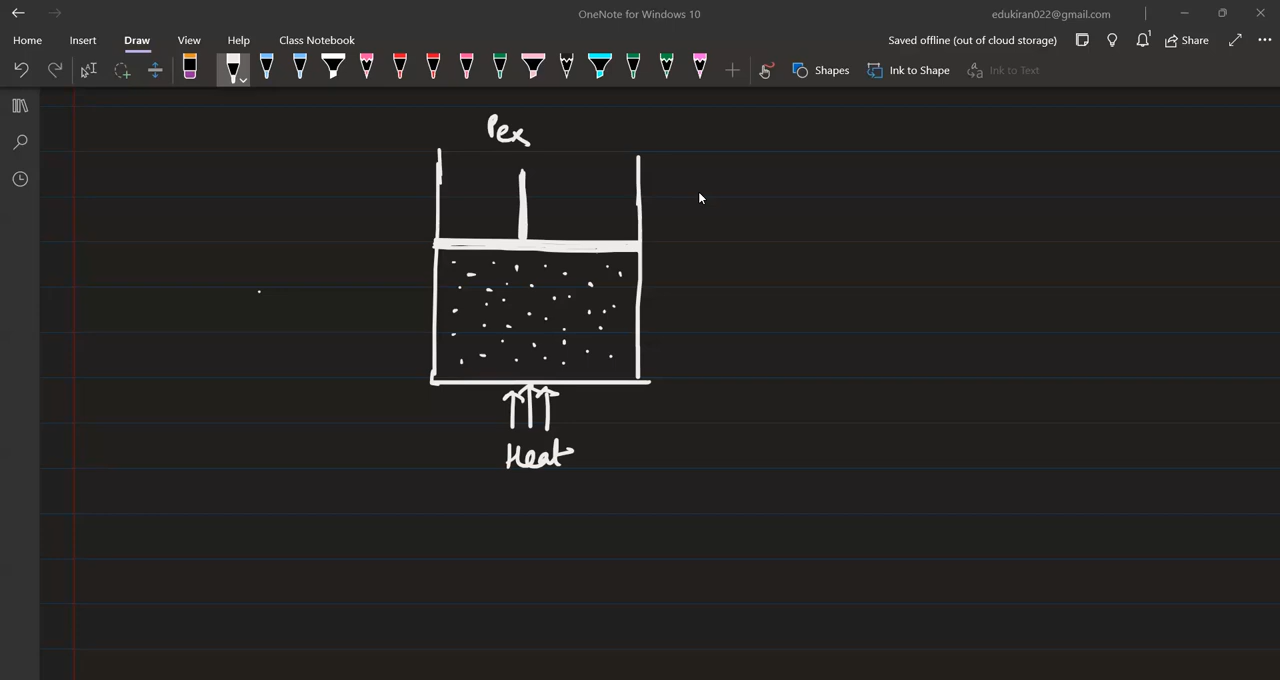 OneNote for Windows 10
edukiran022@gmail.com
Home Insert Draw View Help Class Notebook
Saved offline (out of cloud storage) 1 Share
Shapes Ink to Shape Ink to Text
Pex
Heat